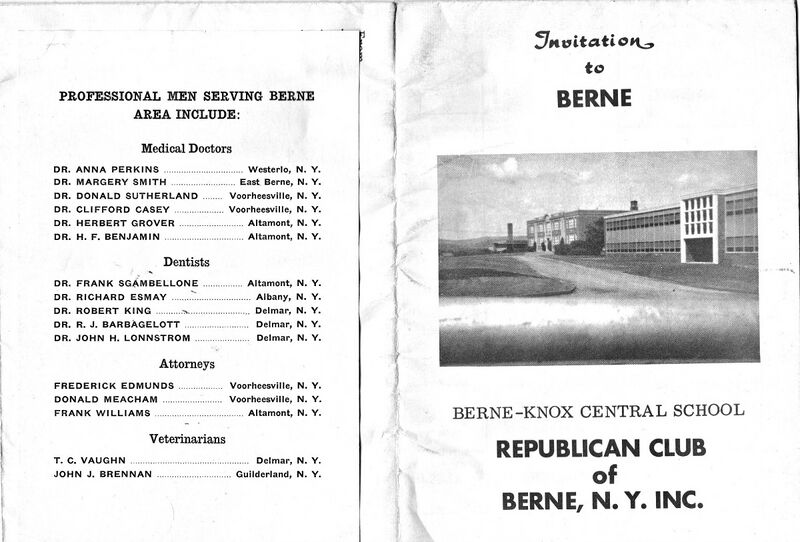 PROFESSIONAL MEN SERVING BERNE
AREA INCLUDE:
Medical Doctors
DR. ANNA PERKINS ........................ Westerlo, N. Y.
DR. MARGERY SMITH .................... East Berne, N. Y.
DR. DONALD SUTHERLAND ...... Voorheesville, N. Y.
DR. CLIFFORD CASEY ............... Voorheesville, N. Y.
DR. HERBERT GROVER ...................... Altamont, N. Y.
DR. H. F. BENJAMIN ........................ Altamont, N. Y.
Dentists
DR. FRANK SGAMBELLONE ............ Altamont, N. Y.
DR. RICHARD ESMAY ........................ Albany, N. Y.
DR. ROBERT KING ............................ Delmar, N. Y.
DR. R. J. BARBAGELOTT .................... Delmar, N. Y.
DR. JOHN H. LONNSTROM ................ Delmar, N. Y.
Attorneys
FREDERICK EDMUNDS ............ Voorheesville, N. Y.
DONALD MEACHAM ................. Voorheesville, N. Y.
FRANK WILLIAMS ........................ Altamont, N. Y.
Veterinarians
T. C. VAUGHN .................................... Delmar, N. Y.
JOHN J. BRENNAN ...................... Guilderland, N. Y.
Invitation
to
BERNE
BERNE-KNOX CENTRAL SCHOOL
REPUBLICAN CLUB
of
BERNE, N. Y. INC.